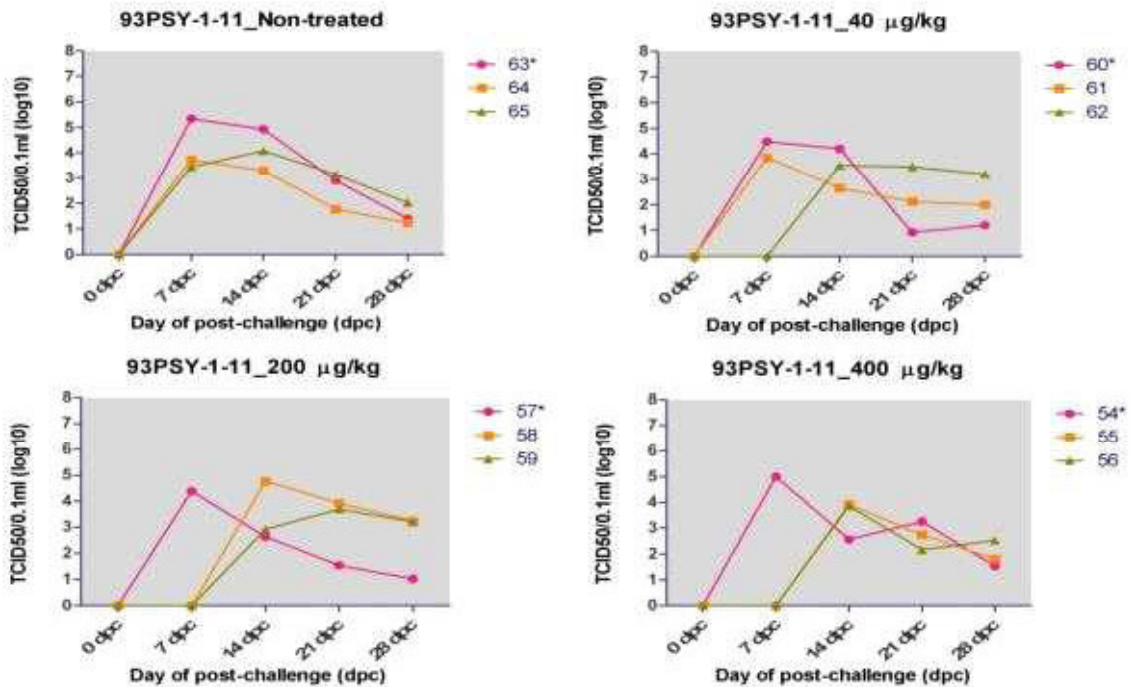 93PSY-1-11_Non-treated
TCID50/0.1ml (log10)
8
7
6
5
4
3
2
1
0
0 dpc
7 dpc
14 dpc
21 dpc
28 dpc
Day of post-challenge (dpc)
63*
64
65
93PSY-1-11_40 μg/kg
TCID50/0.1ml (log10)
8
7
6
5
4
3
2
1
0
0 dpc
7 dpc
14 dpc
21 dpc
28 dpc
Day of post-challenge (dpc)
60*
61
62
93PSY-1-11_200 μg/kg
TCID50/0.1ml (log10)
8
7
6
5
4
3
2
1
0
0 dpc
7 dpc
14 dpc
21 dpc
28 dpc
Day of post-challenge (dpc)
57*
58
59
93PSY-1-11_400 μg/kg
TCID50/0.1ml (log10)
8
7
6
5
4
3
2
1
0
0 dpc
7 dpc
14 dpc
21 dpc
28 dpc
Day of post-challenge (dpc)
54*
55
56